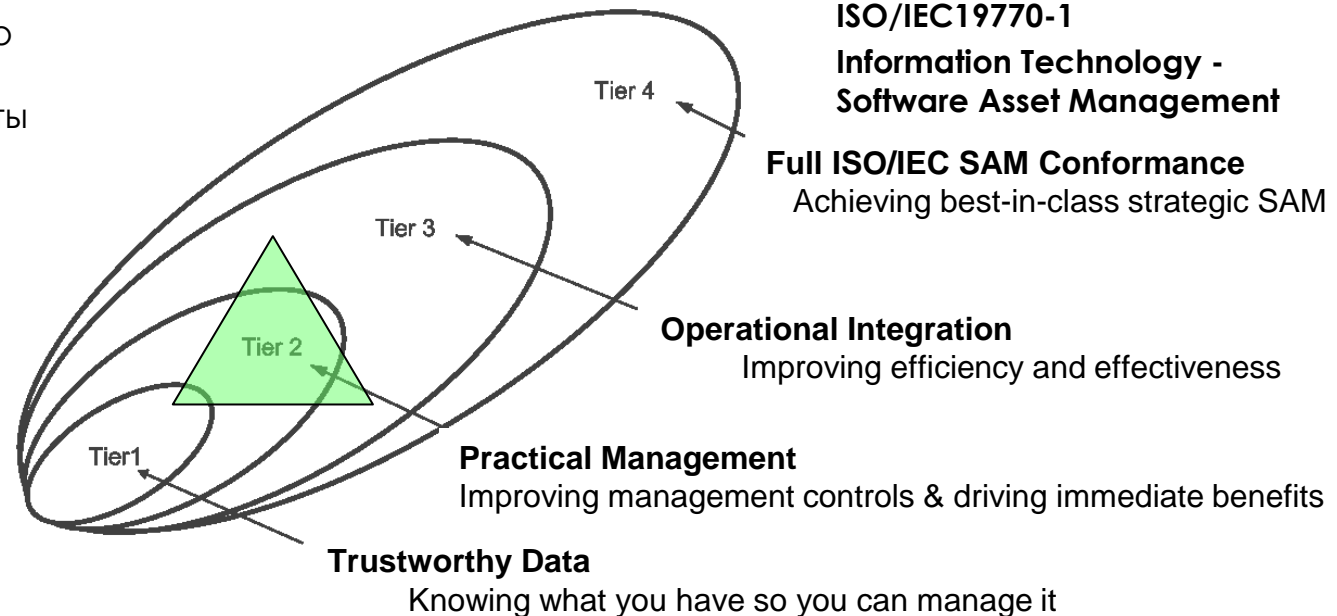 О
ТЫ
ISO/IEC19770-1
Information Technology -
Software Asset Management
Tier 4
Full ISO/IEC SAM Conformance
Achieving best-in-class strategic SAM
Tier 3
Operational Integration
Improving efficiency and effectiveness
Tier 2
Practical Management
Improving management controls & driving immediate benefits
Tier1
Trustworthy Data
Knowing what you have so you can manage it